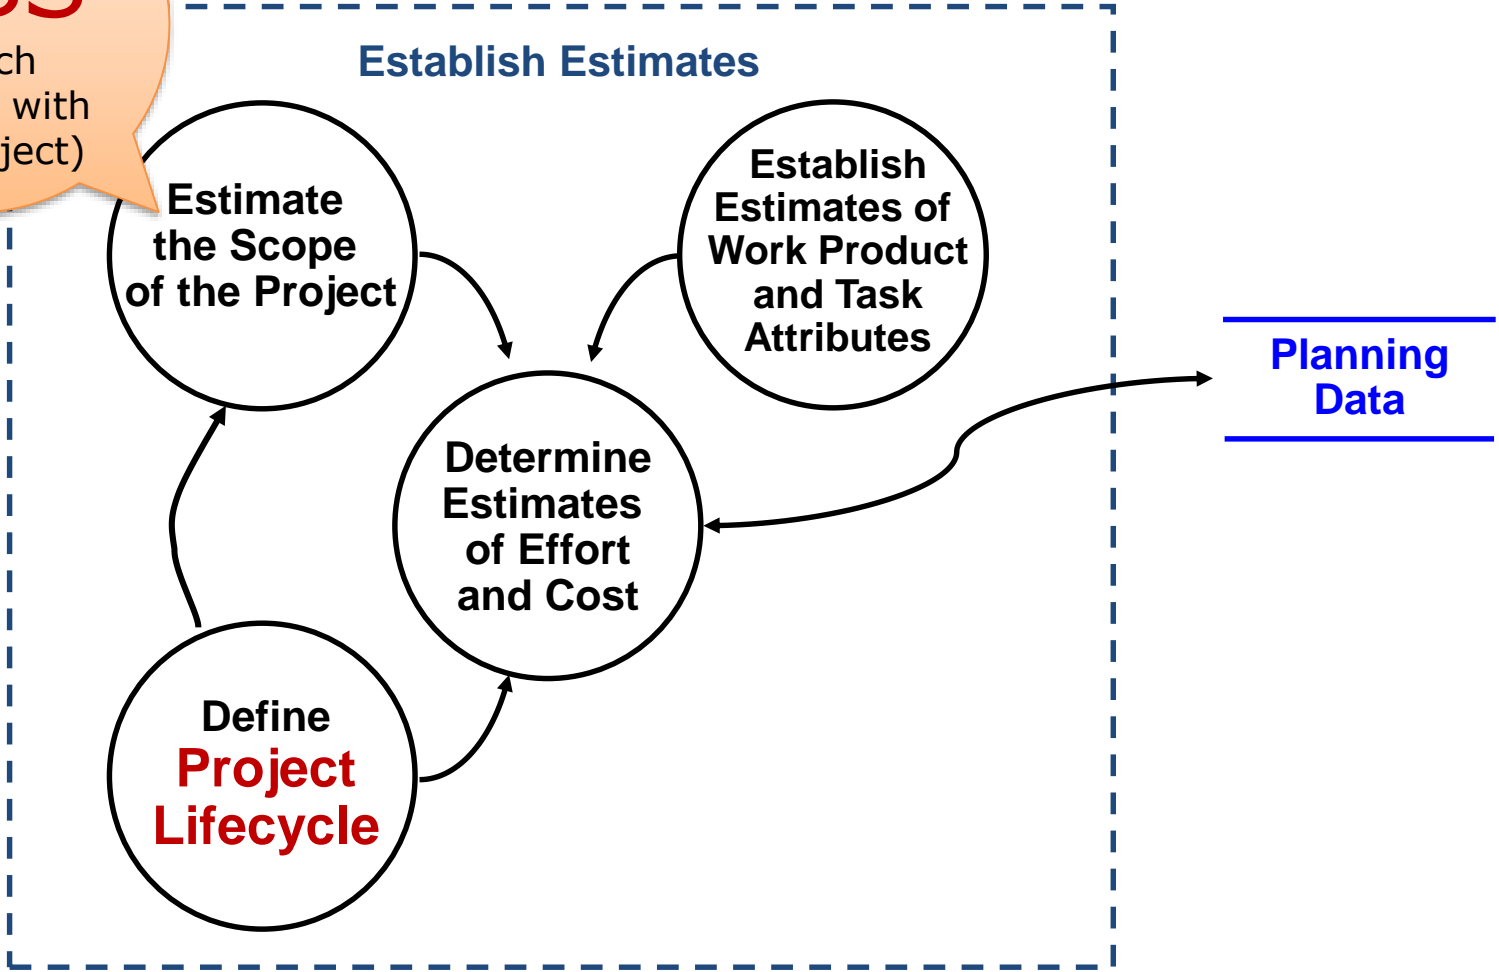 Establish Estimates
with
Estimate
the Scope
of the Project
Establish
Estimates of
Work Product
and Task
Attributes
Determine
Estimates
of Effort
and Cost
Define
Project
Lifecycle
Planning
Data